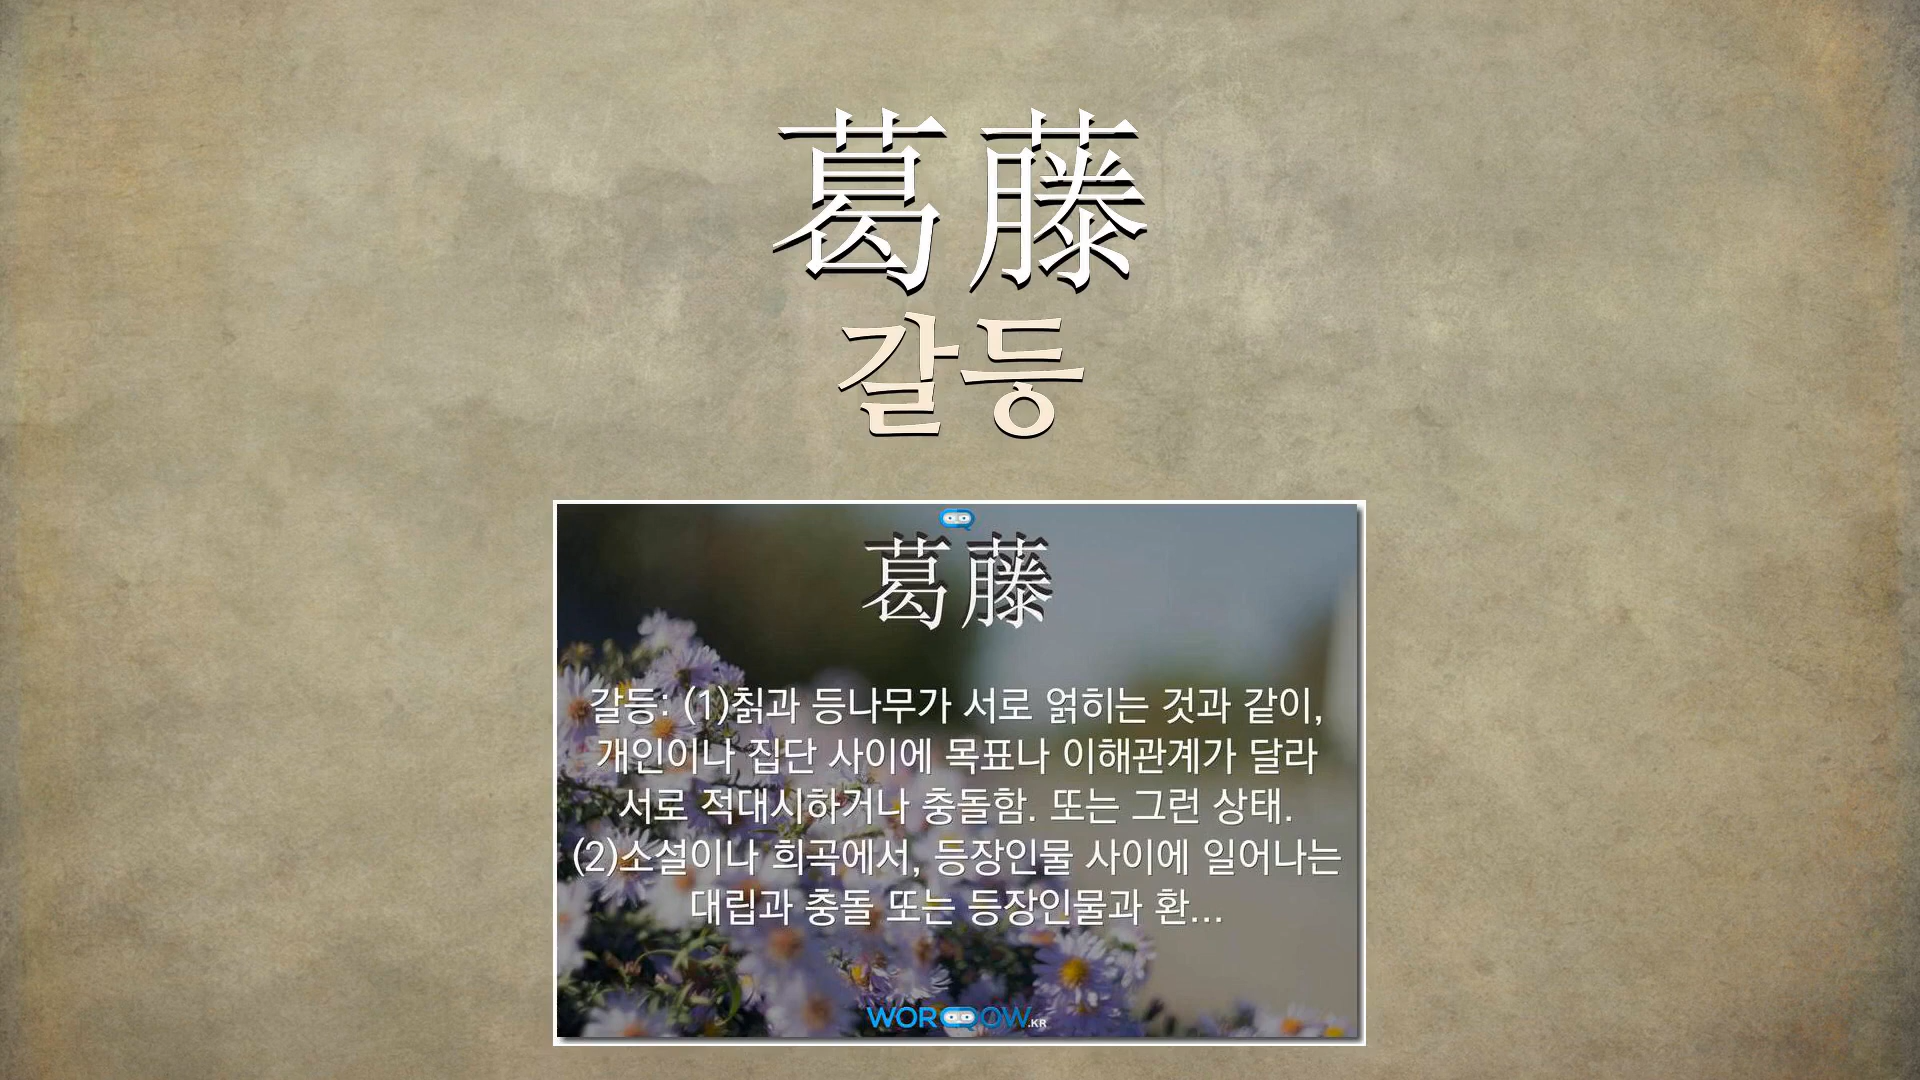 葛藤
갈등
葛藤
갈등: (1)칡과 등나무가 서로 얽히는 것과 같이,
개인이나 집단 사이에 목표나 이해관계가 달라
서로 적대시하거나 충돌함. 또는 그런 상태.
(2)소설이나 희곡에서, 등장인물 사이에 일어나는
대립과 충돌 또는 등장인물과 환...
WORDROW.KR